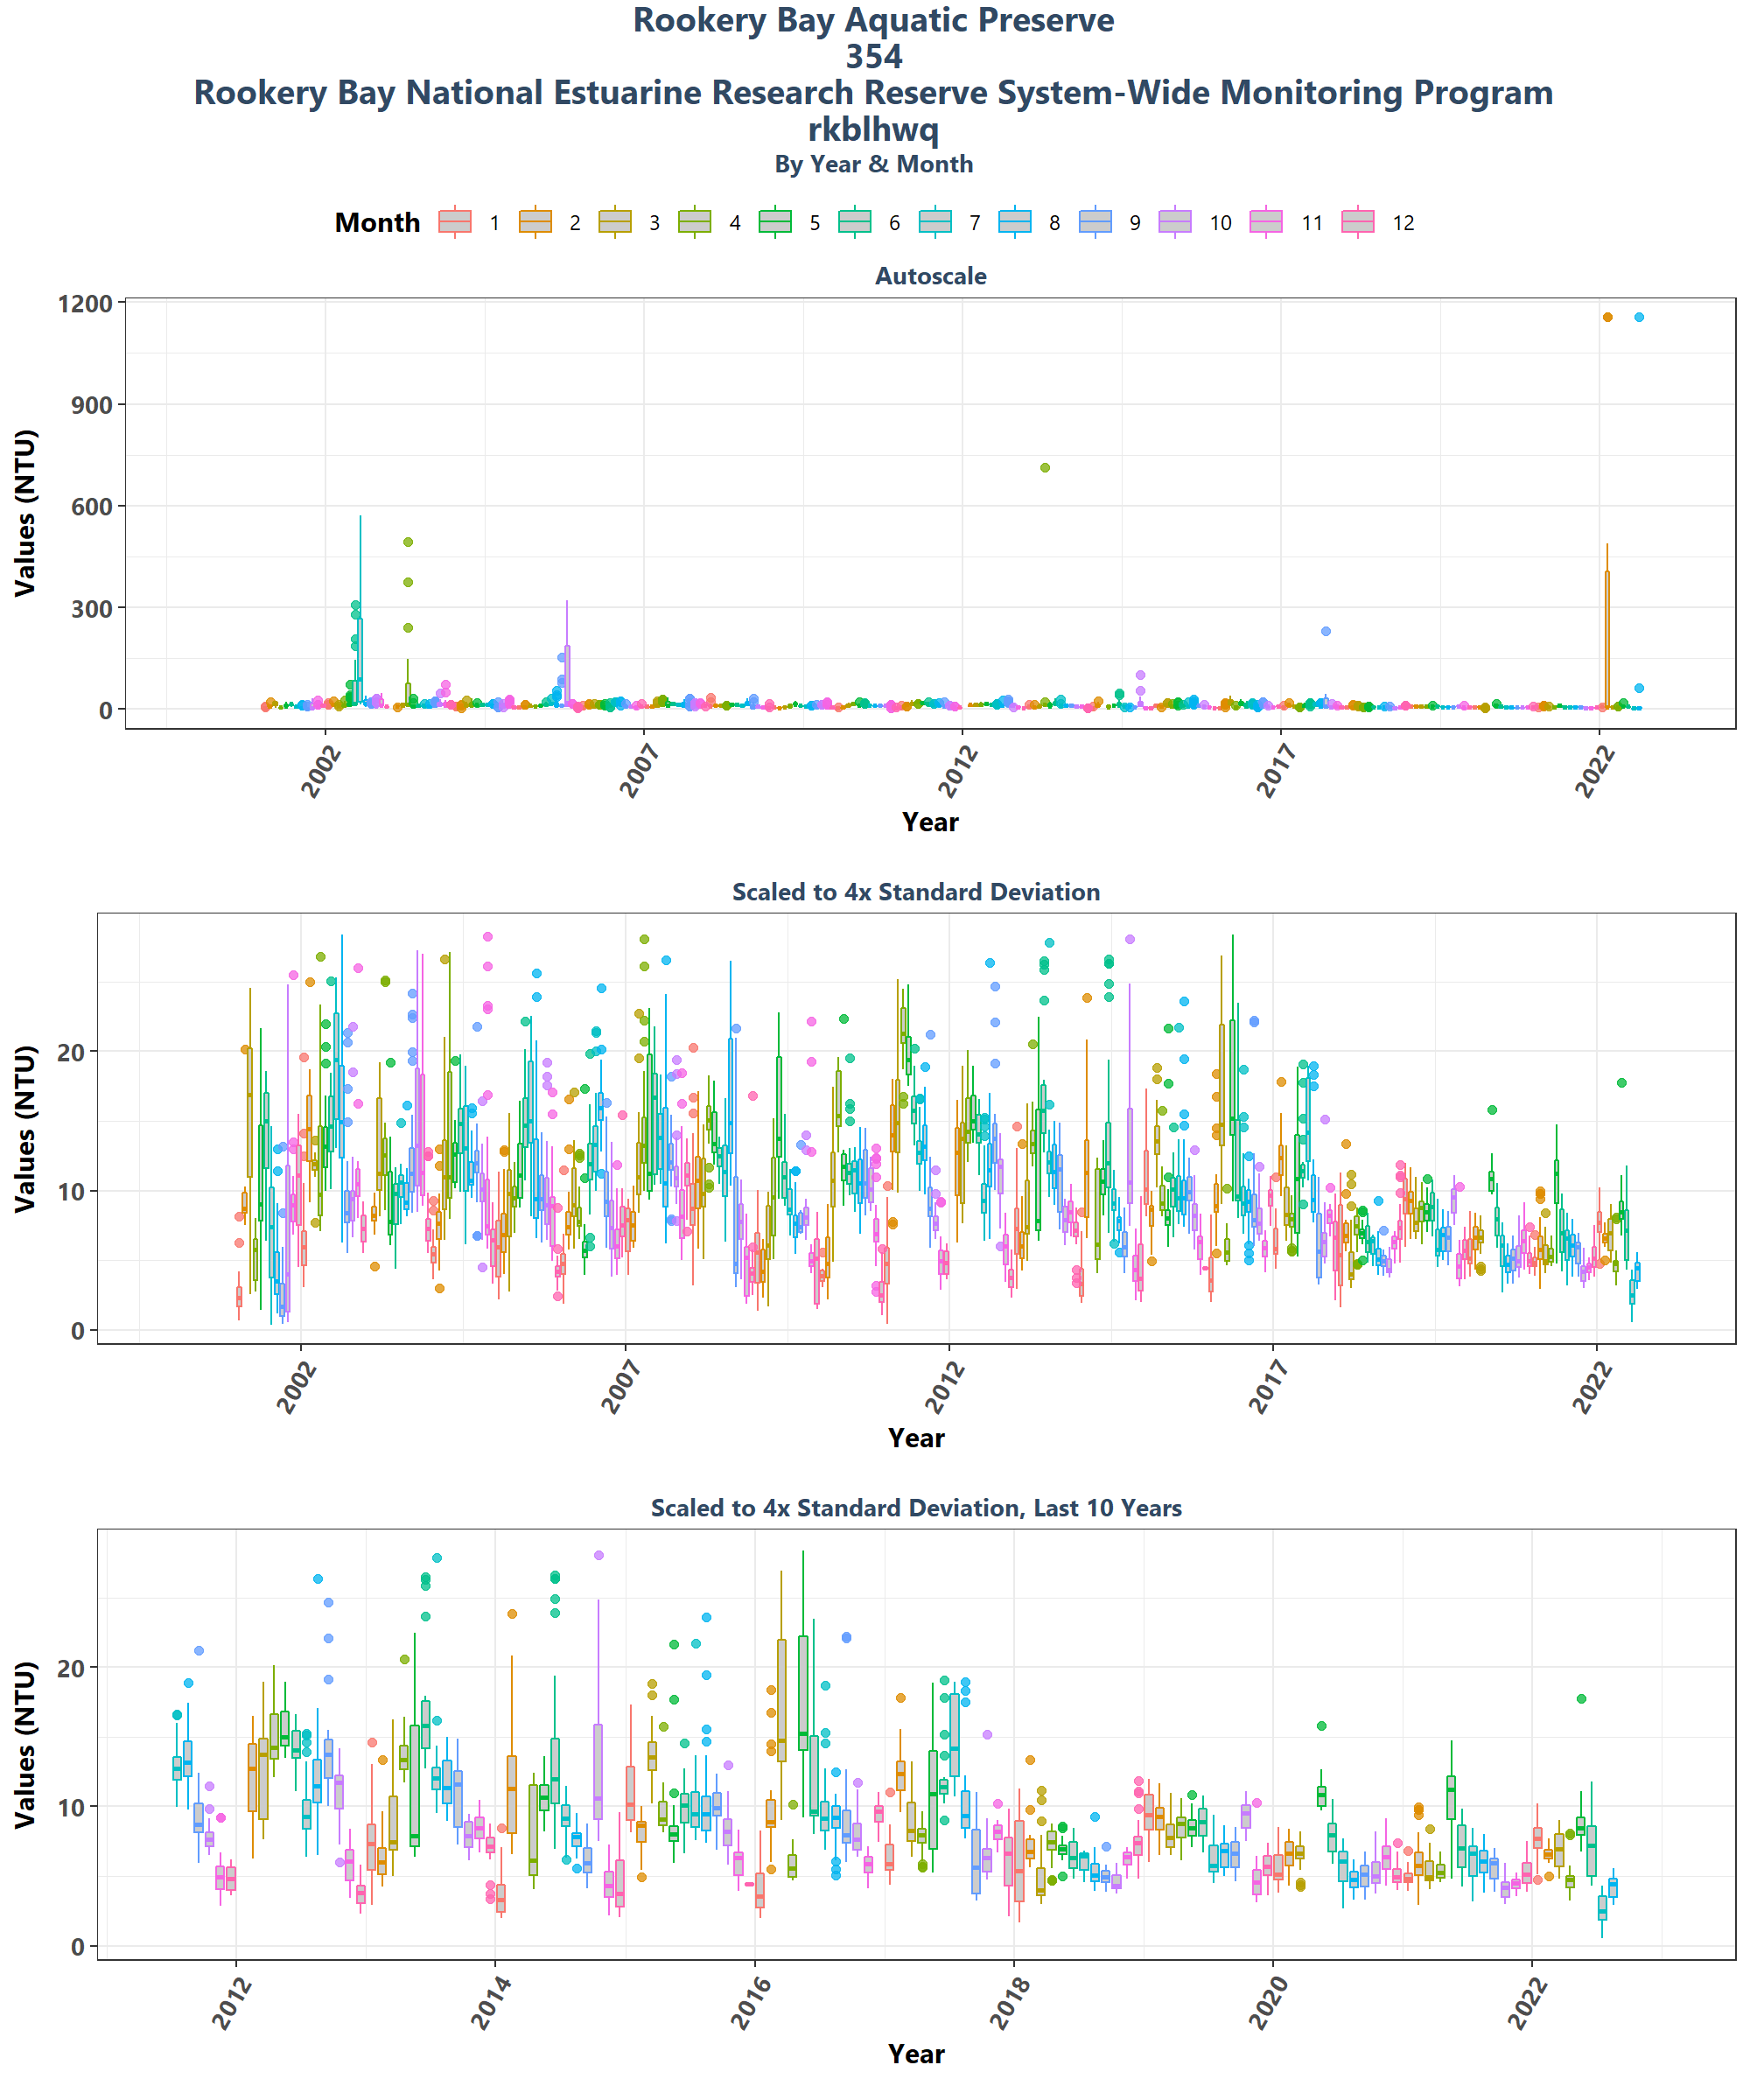 Rookery Bay Aquatic Preserve
354
Rookery Bay National Estuarine Research Reserve System-Wide Monitoring Program
rkblhwq
By Year & Month
Month 1 2 3 4 5 6 7 8 9 10 11 12
Autoscale
Values (NTU)
1200
900
600
300
0
2002 2007 2012 2017 2022
Year
Scaled to 4x Standard Deviation
Values (NTU)
20
10
0
2002 2007 2012 2017 2022
Year
Scaled to 4x Standard Deviation, Last 10 Years
Values (NTU)
20
10
0
2012 2014 2016 2018 2020 2022
Year